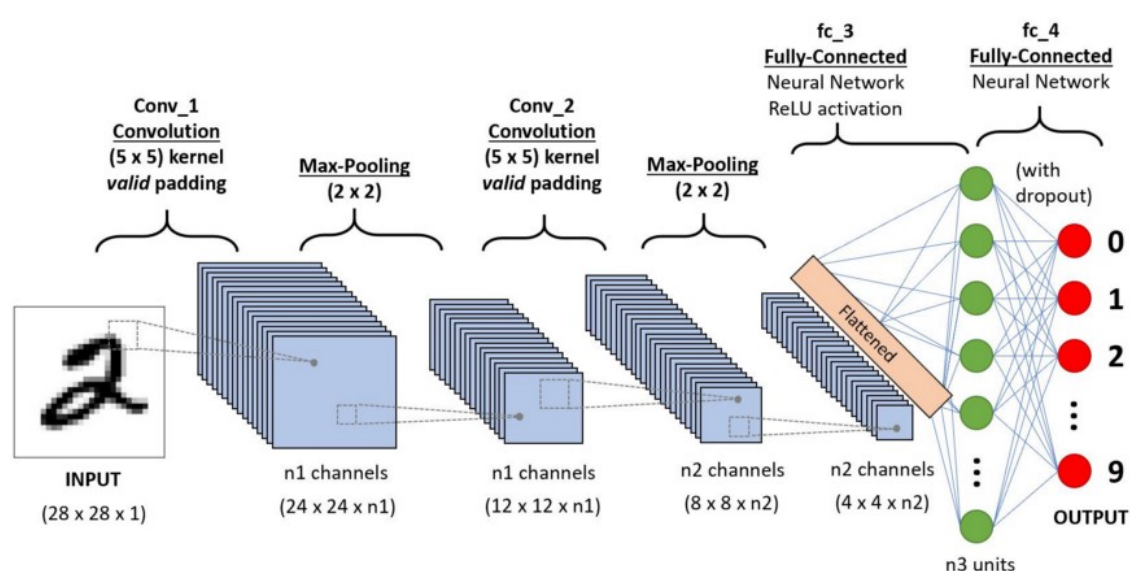 Conv_1
Convolution
(5 x 5) kernel
valid padding
Max-Pooling
(2 x 2)
Conv_2
Convolution
(5 x 5) kernel
valid padding
Max-Pooling
(2 x 2)
fc_3
Fully-Connected
Neural Network
ReLU activation
fc_4
Fully-Connected
Neural Network
(with
dropout)
2
INPUT
(28 x 28 x 1)
n1 channels
(24 x 24 x n1)
n1 channels
(12 x 12 x n1)
n2 channels
(8 x 8 x n2)
n2 channels
(4 x 4 x n2)
Flattened
n3 units
0
1
2
9
OUTPUT